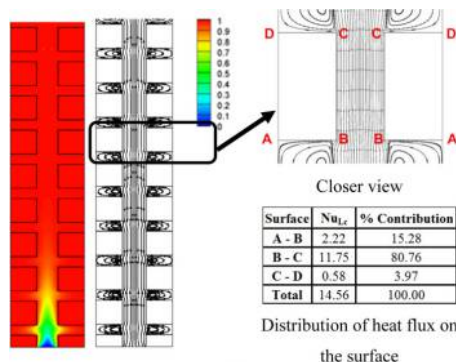 1
0.9
0.8
0.7
0.6
0.5
0.4
0.3
0.2
0.1
0
D C C D
A B B A
Closer view
Surface Nu_Lc % Contribution
A - B 2.22 15.28
B - C 11.75 80.76
C - D 0.58 3.97
Total 14.56 100.00
Distribution of heat flux on
the surface